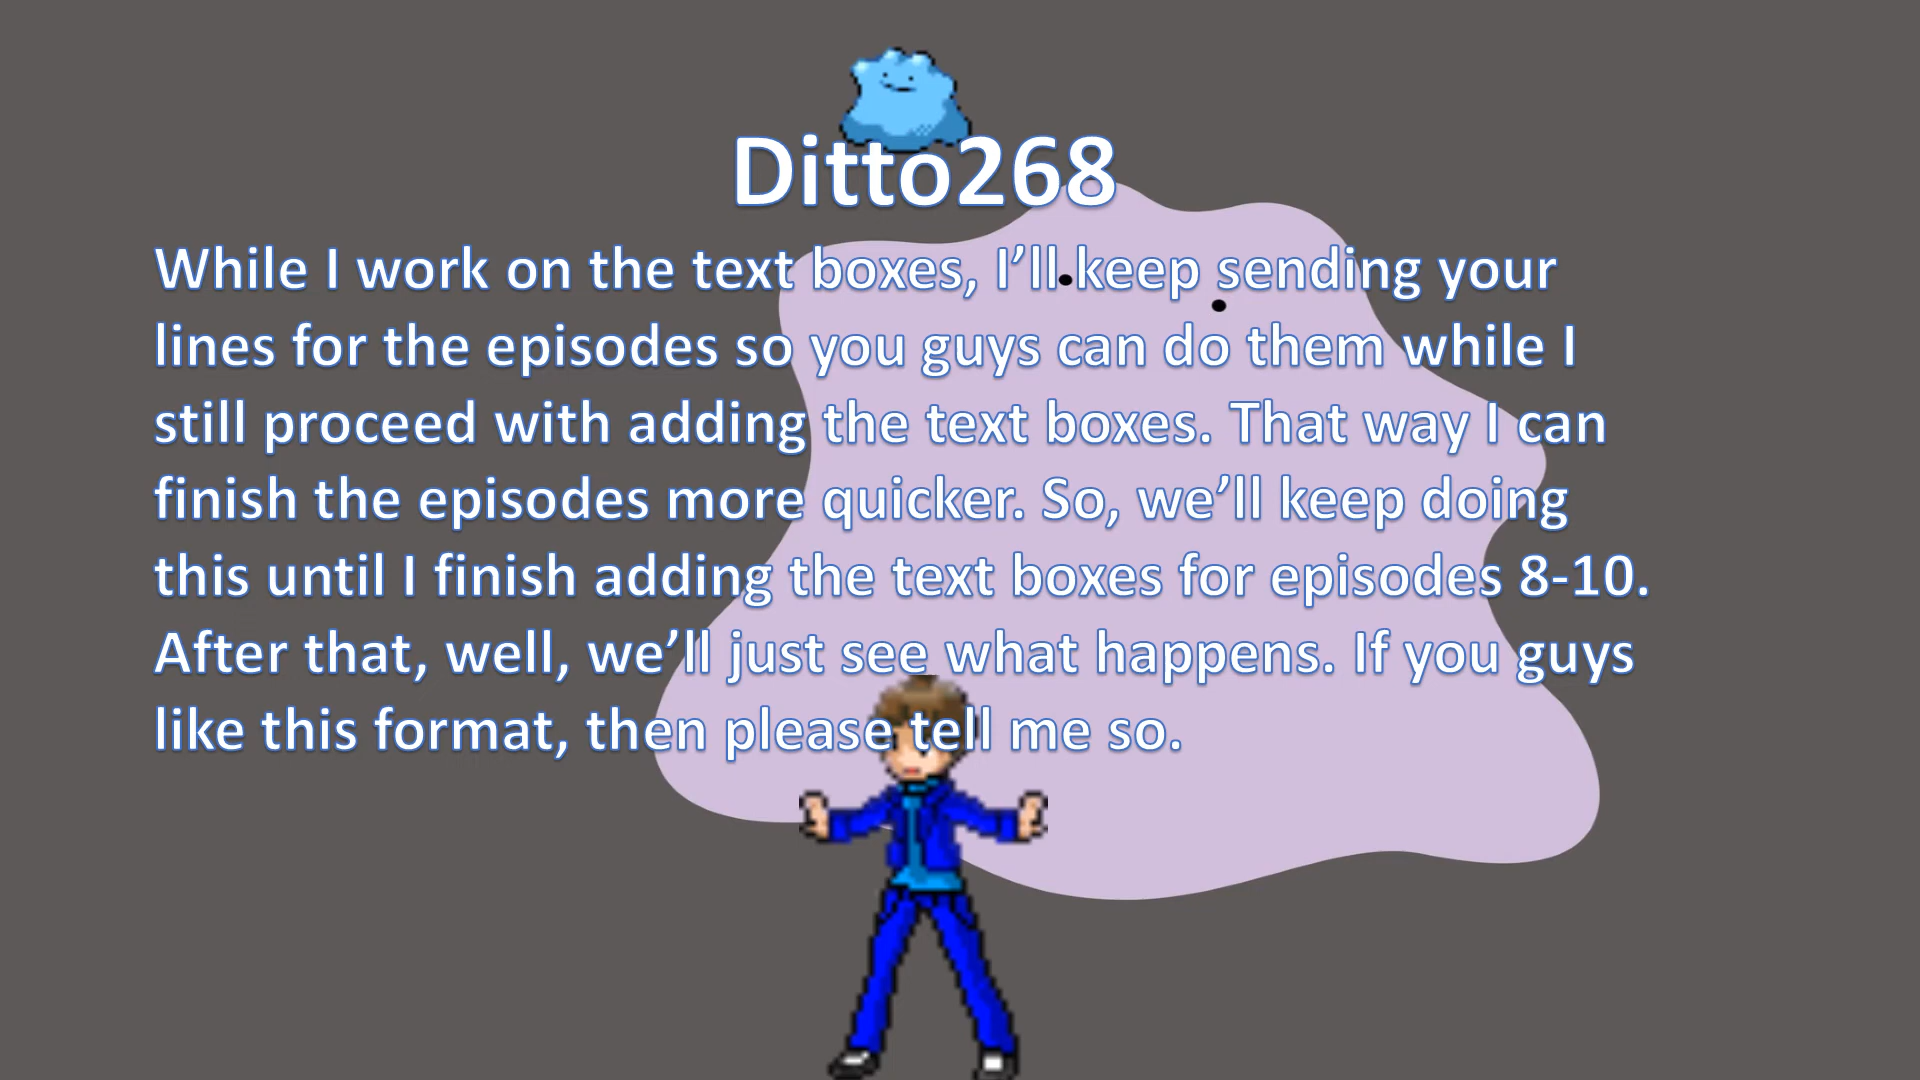 Ditto268
While I work on the text boxes, I’ll keep sending your
lines for the episodes so you guys can do them while I
still proceed with adding the text boxes. That way I can
finish the episodes more quicker. So, we’ll keep doing
this until I finish adding the text boxes for episodes 8-10.
After that, well, we’ll just see what happens. If you guys
like this format, then please tell me so.